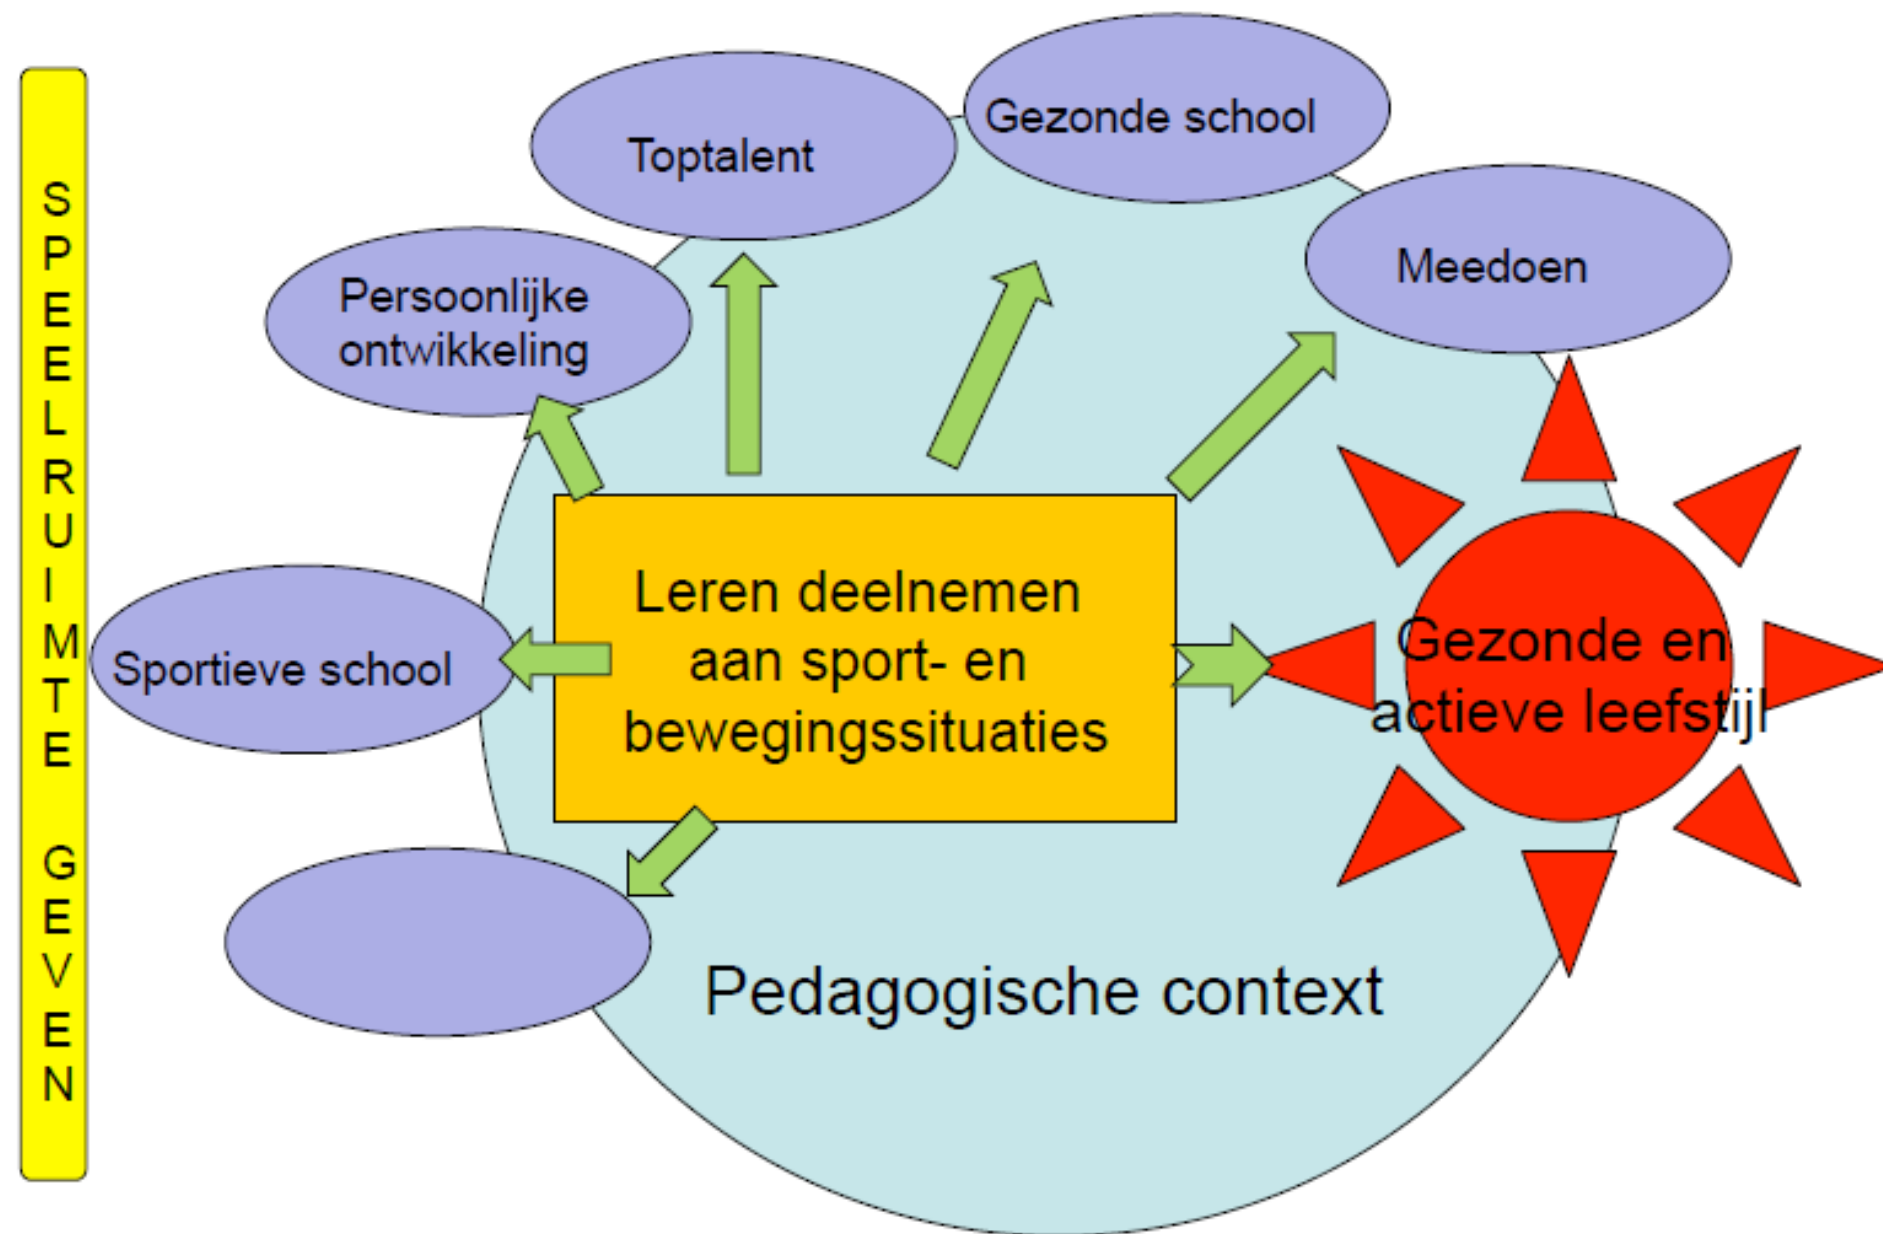 SPEELRUIMTE GEVEN
Toptalent
Gezonde school
Meedoen
Persoonlijke
ontwikkeling
Sportieve school
Leren deelnemen
aan sport- en
bewegingssituaties
Gezonde en
actieve leefstijl
Pedagogische context